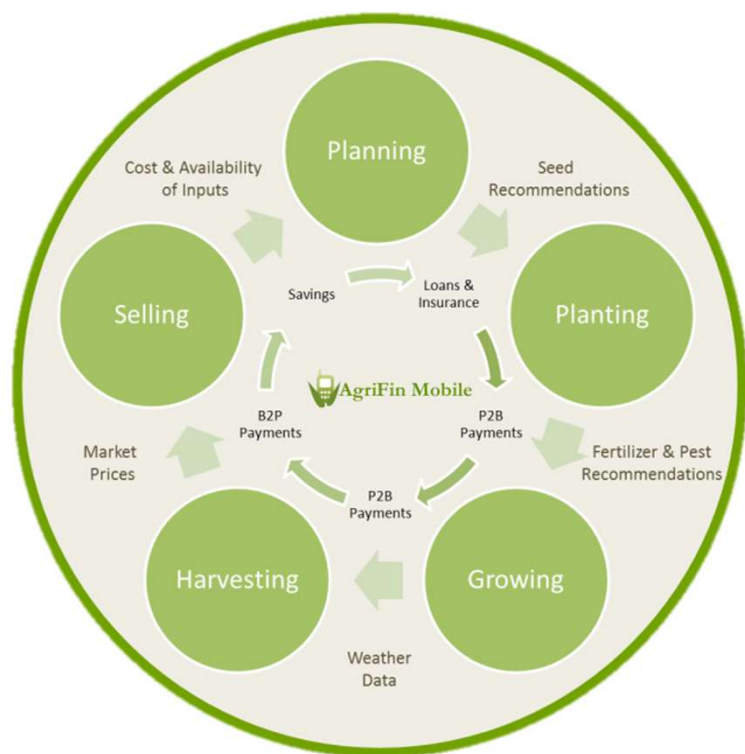 Planning
Cost & Availability
of Inputs
Seed
Recommendations
Savings
Loans &
Insurance
Selling
Planting
AgriFin Mobile
B2P
Payments
P2B
Payments
Market
Prices
Fertilizer & Pest
Recommendations
P2B
Payments
Harvesting
Growing
Weather
Data